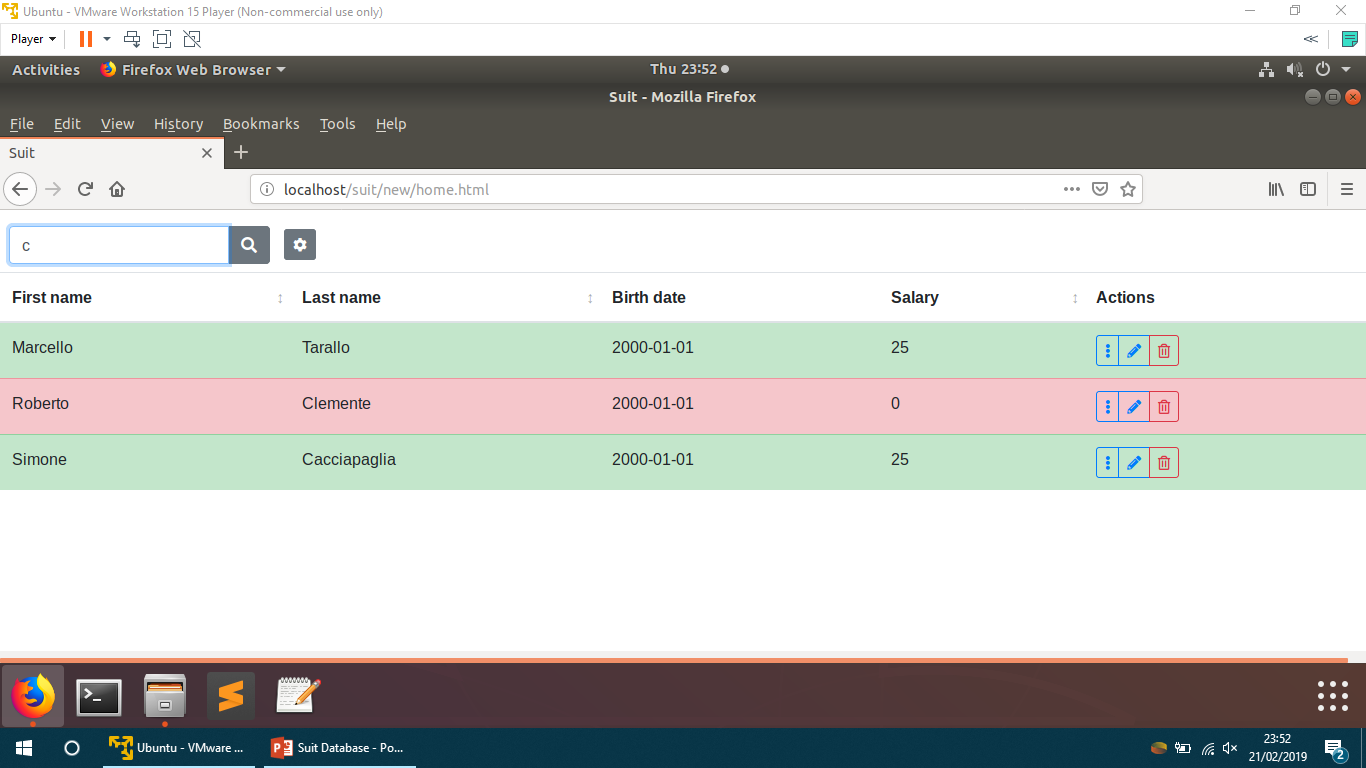 Ubuntu - VMware Workstation 15 Player (Non-commercial use only)
Player
Activities Firefox Web Browser Thu 23:52
Suit - Mozilla Firefox
File Edit View History Bookmarks Tools Help
Suit
localhost/suit/new/home.html
c
First name Last name Birth date Salary Actions
Marcello Tarallo 2000-01-01 25
Roberto Clemente 2000-01-01 0
Simone Cacciapaglia 2000-01-01 25
Ubuntu - VMware ... Suit Database - Po... 23:52
21/02/2019 2